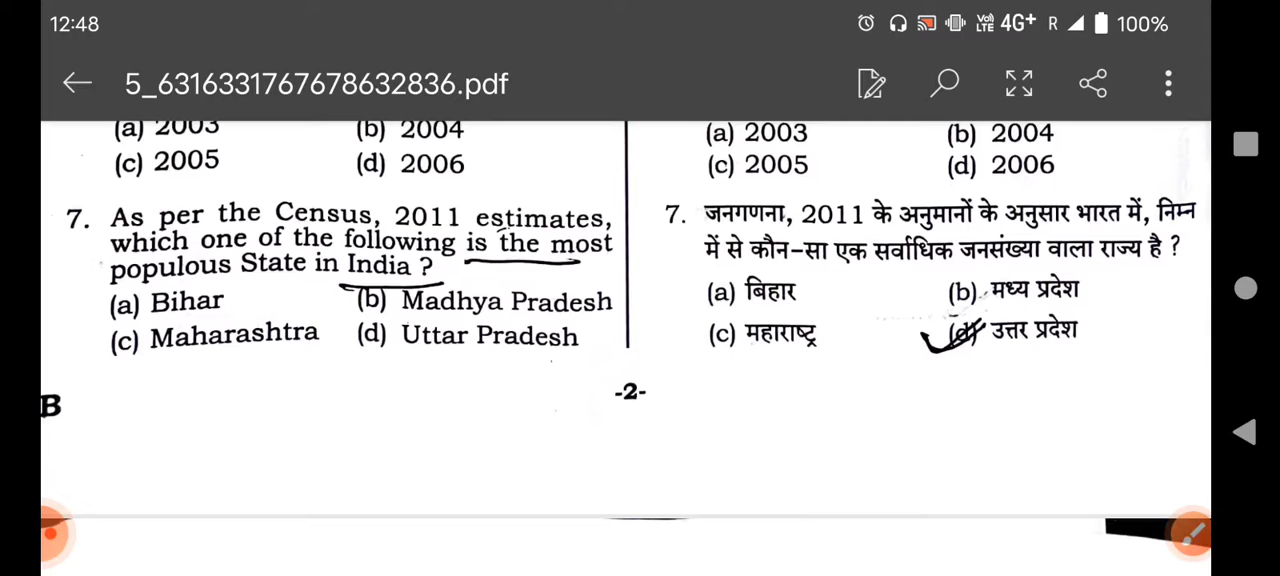 12:48
4G+ R 100%
5_6316331767678632836.pdf
(a) 2003 (b) 2004
(c) 2005 (d) 2006
7. As per the Census, 2011 estimates,
which one of the following is the most
populous State in India ?
(a) Bihar (b) Madhya Pradesh
(c) Maharashtra (d) Uttar Pradesh
(a) 2003 (b) 2004
(c) 2005 (d) 2006
7. जनगणना, 2011 के अनुमानों के अनुसार भारत में, निम्न
में से कौन-सा एक सर्वाधिक जनसंख्या वाला राज्य है ?
(a) बिहार (b) मध्य प्रदेश
(c) महाराष्ट्र (d) उत्तर प्रदेश
B
-2-